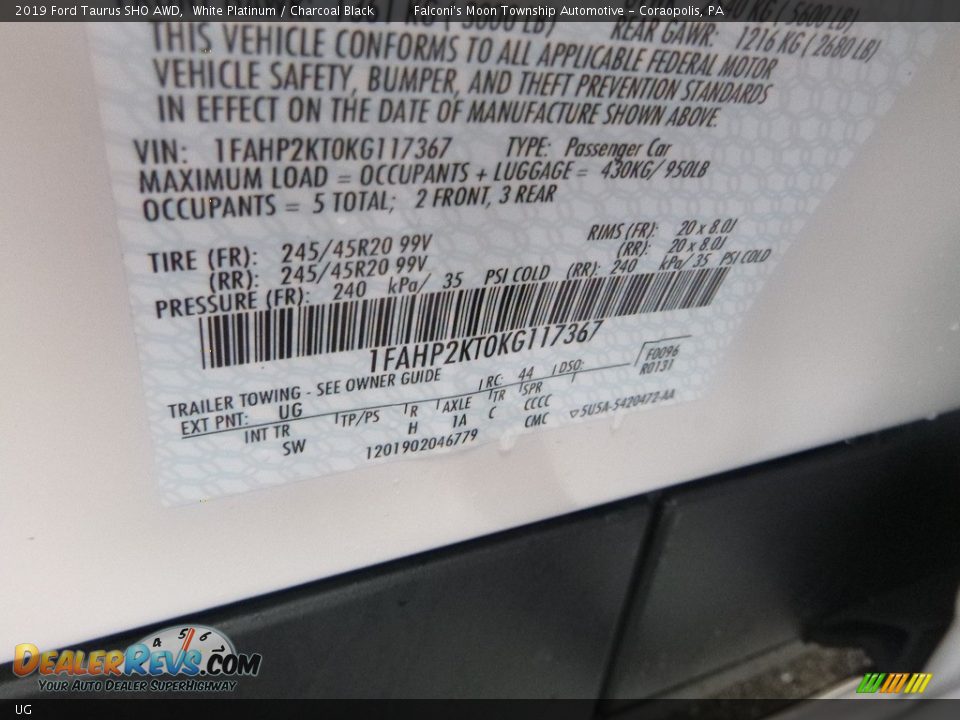 2019 Ford Taurus SHO AWD, White Platinum / Charcoal Black Falconi's Moon Township Automotive - Coraopolis, PA
REAR GAWR: 1216 KG ( 2680 LB)
THIS VEHICLE CONFORMS TO ALL APPLICABLE FEDERAL MOTOR
VEHICLE SAFETY, BUMPER, AND THEFT PREVENTION STANDARDS
IN EFFECT ON THE DATE OF MANUFACTURE SHOWN ABOVE.
VIN: 1FAHP2KT0KG117367 TYPE: Passenger Car
MAXIMUM LOAD = OCCUPANTS + LUGGAGE = 430KG/ 950LB
OCCUPANTS = 5 TOTAL; 2 FRONT, 3 REAR
TIRE (FR): 245/45R20 99V RIMS (FR): 20 x 8.0J
(RR): 245/45R20 99V (RR): 20 x 8.0J
PRESSURE (FR): 240 kPa/ 35 PSI COLD (RR): 240 kPa/ 35 PSI COLD
1FAHP2KT0KG117367
TRAILER TOWING - SEE OWNER GUIDE
F0096
R0131
EXT PNT: UG RC: 44 DSO:
INT TR TP/PS R AXLE TR SPR
SW H 1A C CCCC
CMC
1201902046779
5U5A-5420472-AA
4 5 6
DealerRevs.com
Your Auto Dealer SuperHighway
UG